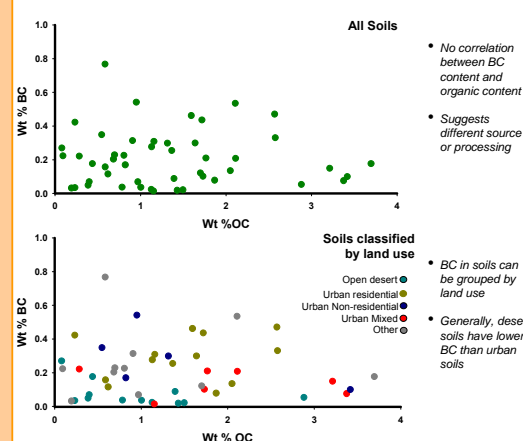 All Soils
1.0
0.8
0.6
0.4
0.2
0.0
Wt % BC
0
1
2
3
4
Wt %OC
• No correlation
between BC
content and
organic content
• Suggests
different source
or processing
Soils classified
by land use
Open desert
Urban residential
Urban Non-residential
Urban Mixed
Other
1.0
0.8
0.6
0.4
0.2
0.0
Wt % BC
0
1
2
3
4
Wt % OC
• BC in soils can
be grouped by
land use
• Generally, dese
soils have lower
BC than urban
soils